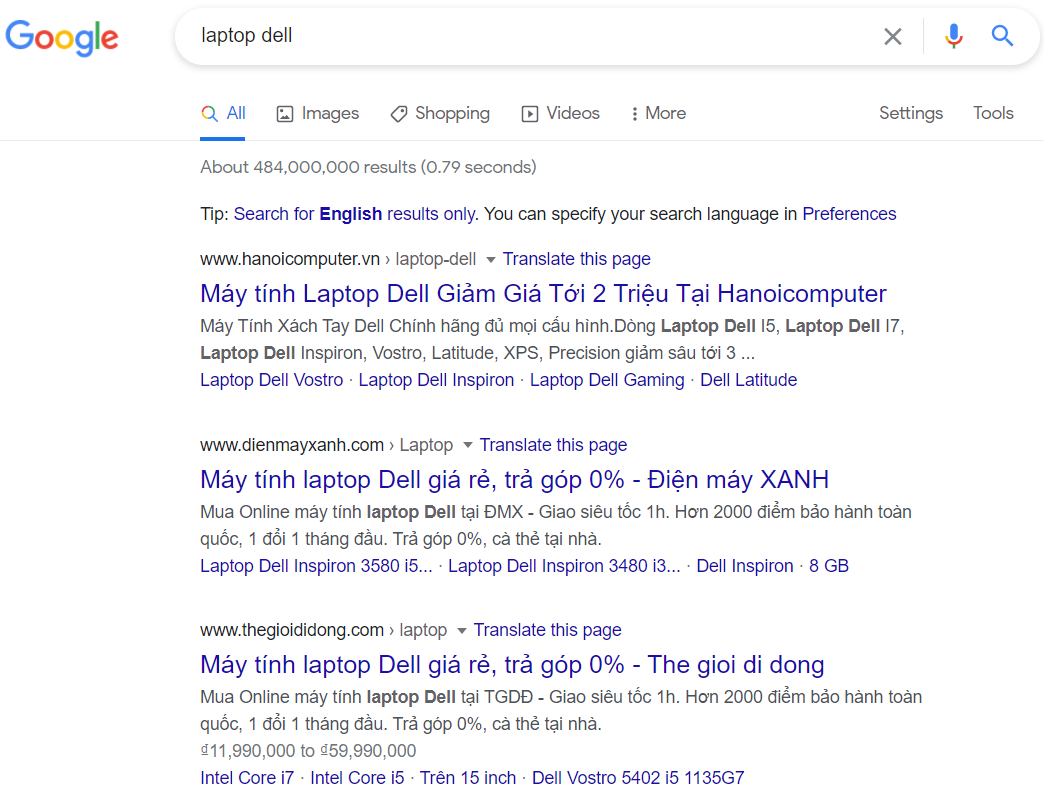 Google
laptop dell
All Images Shopping Videos More Settings Tools
About 484,000,000 results (0.79 seconds)
Tip: Search for English results only. You can specify your search language in Preferences
www.hanoicomputer.vn › laptop-dell Translate this page
Máy tính Laptop Dell Giảm Giá Tới 2 Triệu Tại Hanoicomputer
Máy Tính Xách Tay Dell Chính hãng đủ mọi cấu hình.Dòng Laptop Dell I5, Laptop Dell I7,
Laptop Dell Inspiron, Vostro, Latitude, XPS, Precision giảm sâu tới 3 ...
Laptop Dell Vostro · Laptop Dell Inspiron · Laptop Dell Gaming · Dell Latitude
www.dienmayxanh.com › Laptop Translate this page
Máy tính laptop Dell giá rẻ, trả góp 0% - Điện máy XANH
Mua Online máy tính laptop Dell tại ĐMX - Giao siêu tốc 1h. Hơn 2000 điểm bảo hành toàn
quốc, 1 đổi 1 tháng đầu. Trả góp 0%, cà thẻ tại nhà.
Laptop Dell Inspiron 3580 i5... · Laptop Dell Inspiron 3480 i3... · Dell Inspiron · 8 GB
www.thegioididong.com › laptop Translate this page
Máy tính laptop Dell giá rẻ, trả góp 0% - The gioi di dong
Mua Online máy tính laptop Dell tại TGDĐ - Giao siêu tốc 1h. Hơn 2000 điểm bảo hành toàn
quốc, 1 đổi 1 tháng đầu. Trả góp 0%, cà thẻ tại nhà.
₫11,990,000 to ₫59,990,000
Intel Core i7 · Intel Core i5 · Trên 15 inch · Dell Vostro 5402 i5 1135G7